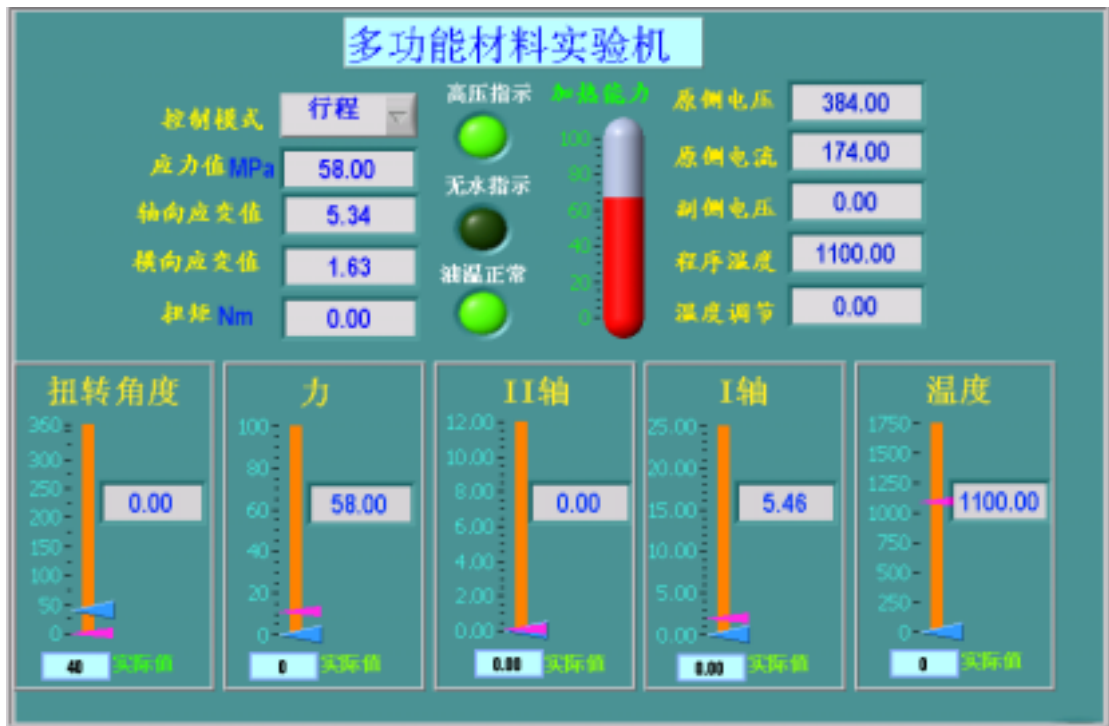 多功能材料实验机
控制模式 行程
应力值MPa 58.00
轴向应变值 5.34
横向应变值 1.63
扭矩Nm 0.00
高压指示
无水指示
油温正常
加热能力
100
80
60
40
20
0
原侧电压 384.00
原侧电流 174.00
副侧电压 0.00
程序温度 1100.00
温度调节 0.00
扭转角度
360
300
250
200
150
100
50
0
0.00
40 实际值
力
100
80
60
40
20
0
58.00
0 实际值
II轴
12.00
10.00
8.00
6.00
4.00
2.00
0.00
0.00
0.00 实际值
I轴
25.00
20.00
15.00
10.00
5.00
0.00
5.46
0.00 实际值
温度
1750
1500
1250
1000
750
500
250
0
1100.00
0 实际值